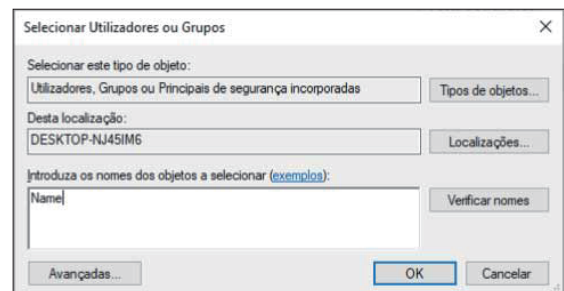 Selecionar Utilizadores ou Grupos
Selecionar este tipo de objeto:
Utilizadores, Grupos ou Principais de segurança incorporadas
Tipos de objetos...
Desta localização:
DESKTOP-NJ45IM6
Localizações...
Introduza os nomes dos objetos a selecionar (exemplos):
Name
Verificar nomes
Avançadas...
OK
Cancelar